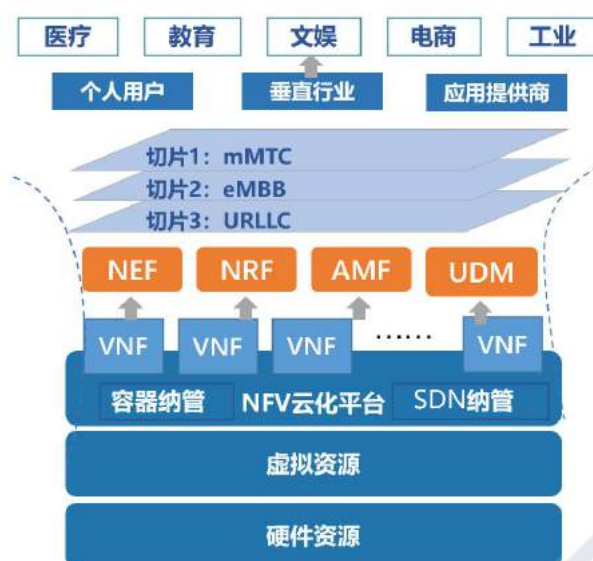 医疗 教育 文娱 电商 工业
个人用户 垂直行业 应用提供商
切片1：mMTC
切片2：eMBB
切片3：URLLC
NEF NRF AMF UDM
VNF VNF VNF …… VNF
容器纳管 NFV云化平台 SDN纳管
虚拟资源
硬件资源